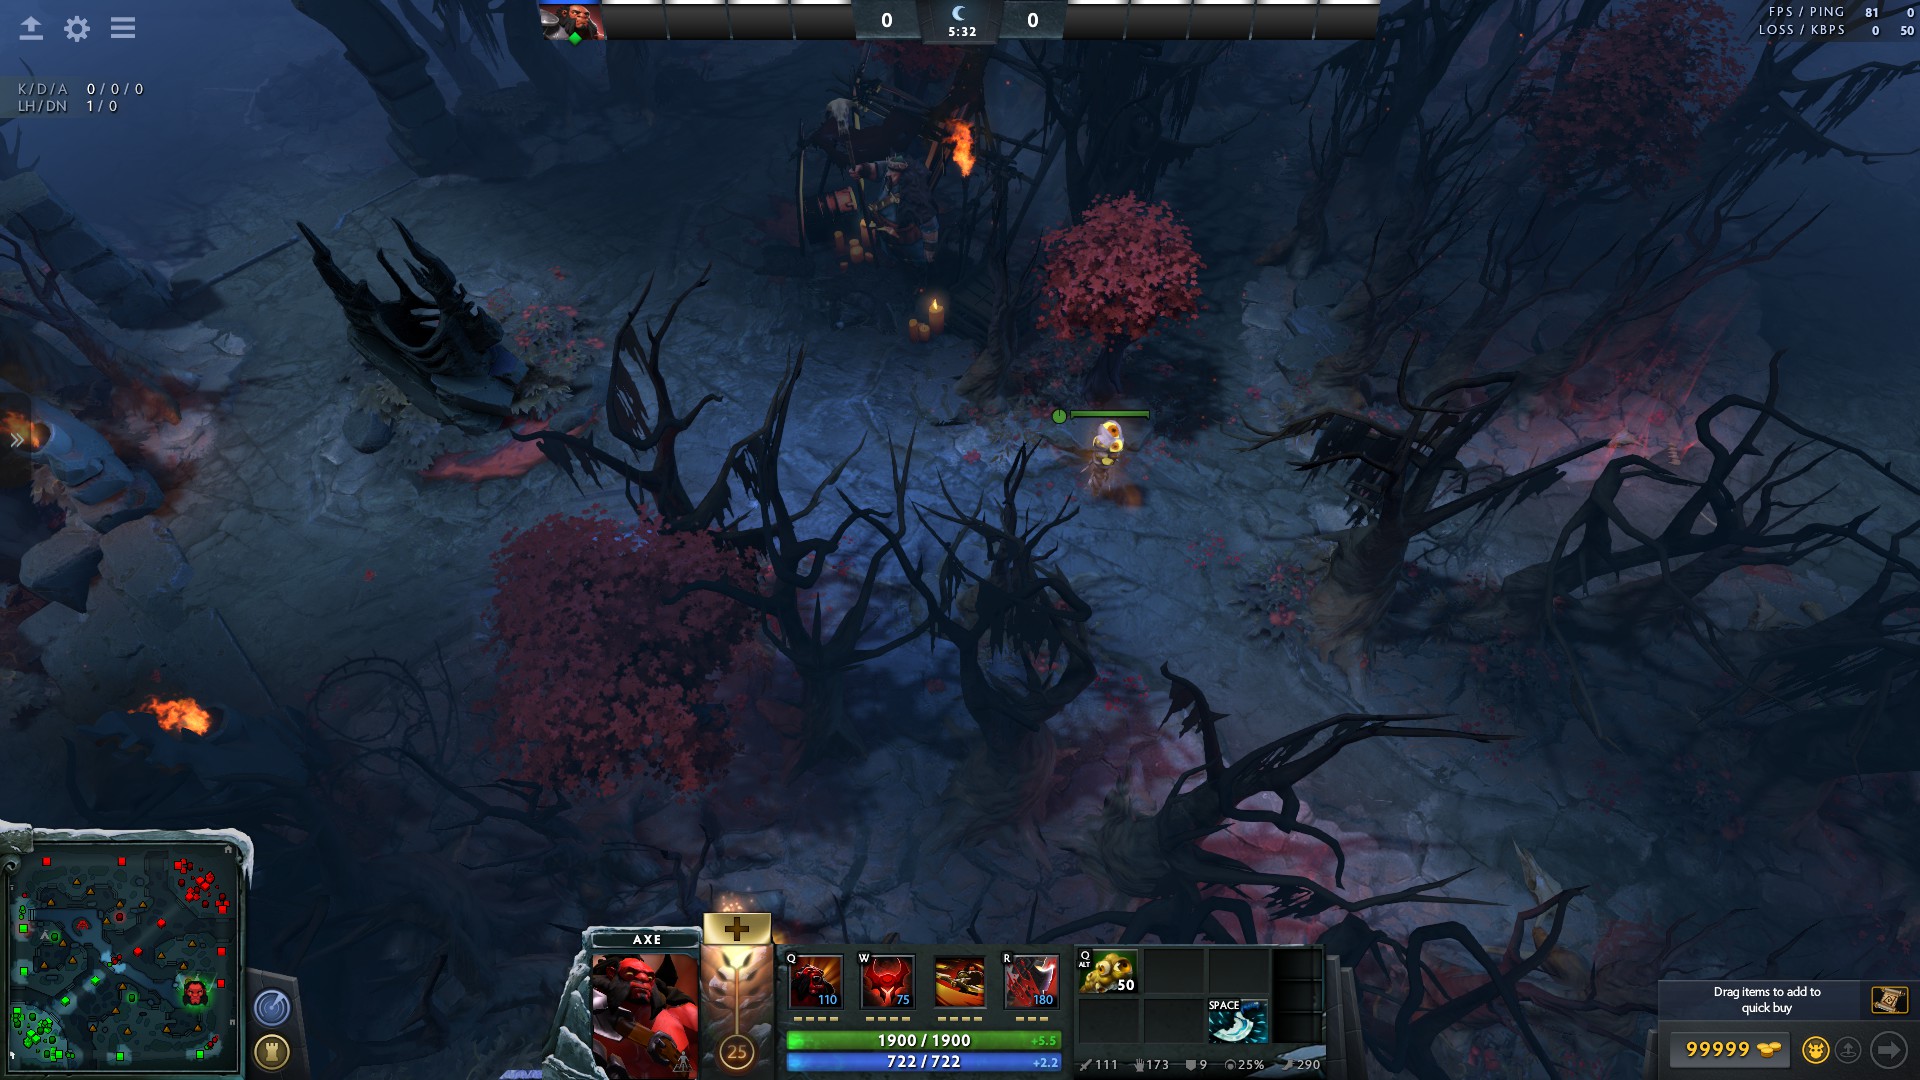 0
5:32
0
FPS / PING 81 0
LOSS / KBPS 0 50
K/D/A 0 / 0 / 0
LH/DN 1 / 0
AXE
25
Q
110
W
75
R
180
1900 / 1900
+5.5
722 / 722
+2.2
Q
ALT
50
SPACE
111
173
9
25%
290
Drag items to add to
quick buy
99999